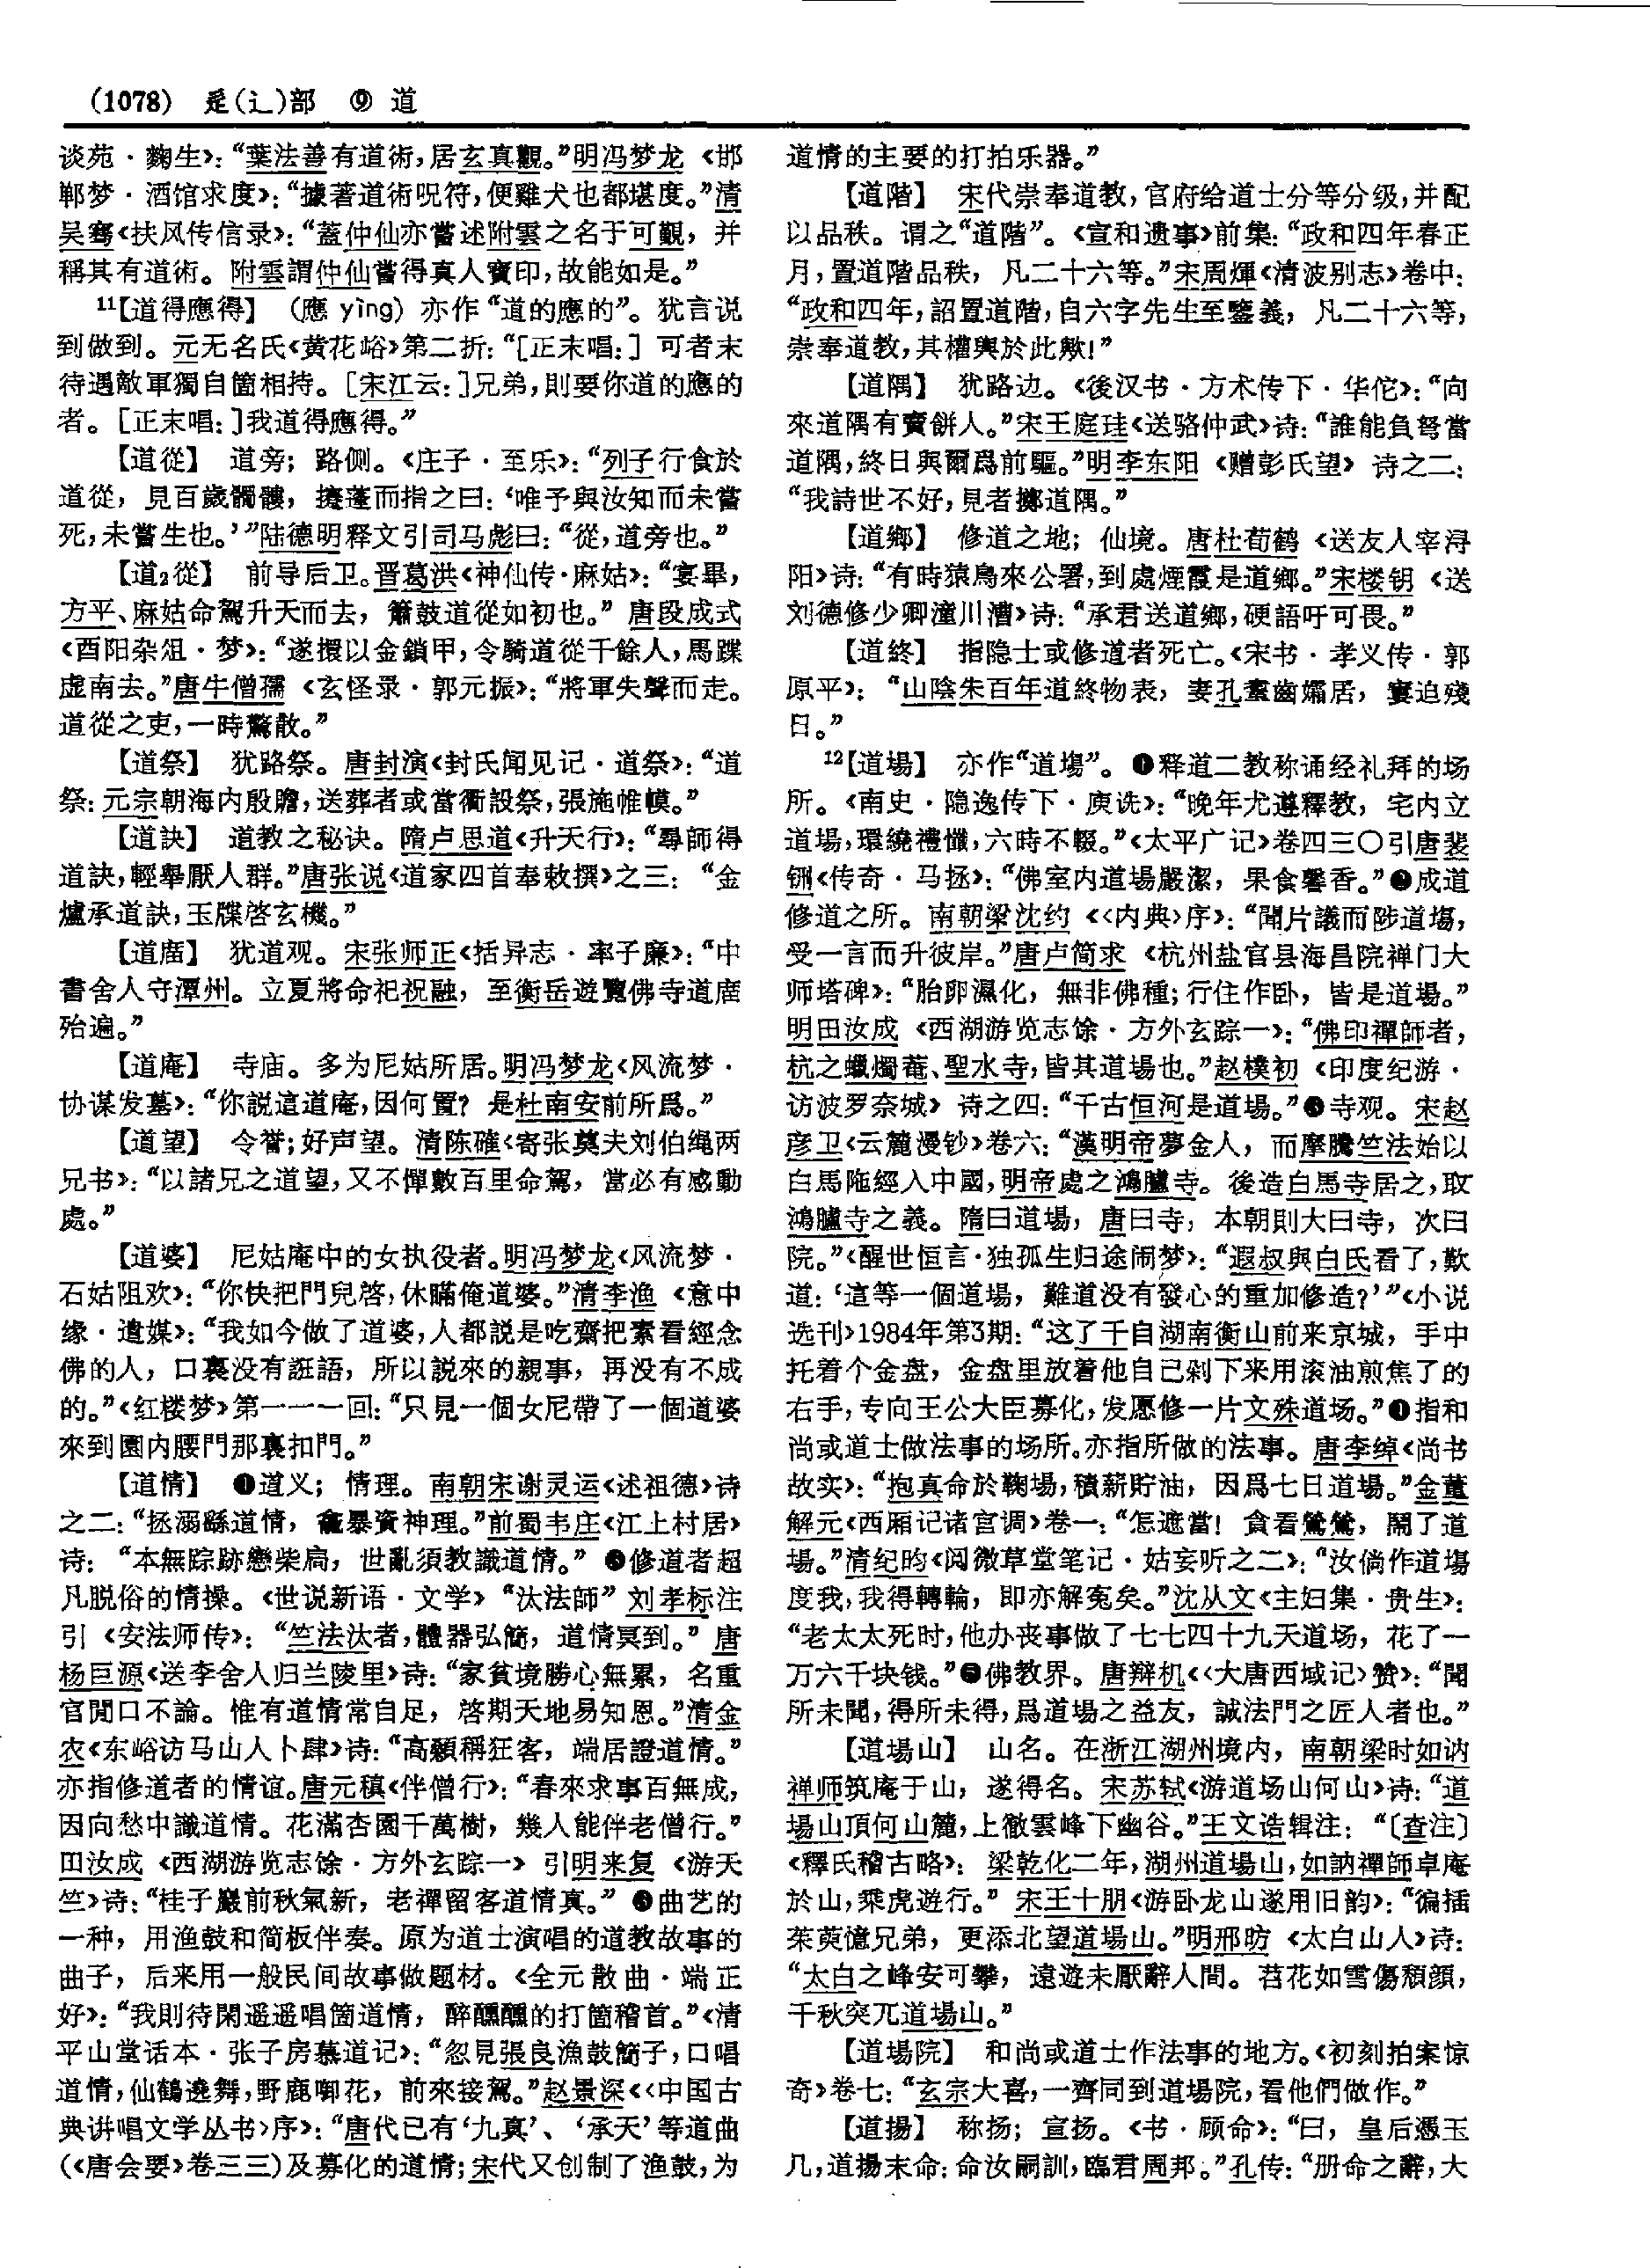 (1078) 辵(辶)部 ⑨ 道
谈苑·麴生》：“葉法善有道術，居玄真觀。”明冯梦龙《邯
郸梦·酒馆求度》：“據著道術呪符，便雞犬也都堪度。”清
吴骞《扶风传信录》：“蓋仲仙亦嘗述附雲之名于可觀，并
稱其有道術。附雲謂仲仙嘗得真人寶印，故能如是。”
11【道得應得】 (應 yìng) 亦作“道的應的”。犹言说
到做到。元无名氏《黄花峪》第二折：“[正末唱：] 可者末
待遇敵軍獨自箇相持。[宋江云：]兄弟，則要你道的應的
者。[正末唱：]我道得應得。”
【道從】 道旁；路侧。《庄子·至乐》：“列子行食於
道從，見百歲髑髏，攓蓬而指之曰：‘唯予與汝知而未嘗
死，未嘗生也。’”陆德明释文引司马彪曰：“從，道旁也。”
【道₂從】 前导后卫。晋葛洪《神仙传·麻姑》：“宴畢，
方平、麻姑命駕升天而去，簫鼓道從如初也。”唐段成式
《酉阳杂俎·梦》：“遂擐以金鎖甲，令騎道從千餘人，馬蹀
虚南去。”唐牛僧孺《玄怪录·郭元振》：“將軍失聲而走。
道從之吏，一時驚散。”
【道祭】 犹路祭。唐封演《封氏闻见记·道祭》：“道
祭：元宗朝海内殷贍，送葬者或當衢設祭，張施帷幙。”
【道訣】 道教之秘诀。隋卢思道《升天行》：“尋師得
道訣，輕舉厭人群。”唐张说《道家四首奉敕撰》之三：“金
爐承道訣，玉牒啓玄機。”
【道㢘】 犹道观。宋张师正《括异志·率子廉》：“中
書舍人守潭州。立夏將命祀祝融，至衡岳遊覽佛寺道㢘
殆遍。”
【道庵】 寺庙。多为尼姑所居。明冯梦龙《风流梦·
协谋发墓》：“你説這道庵，因何置？是杜南安前所爲。”
【道望】 令誉；好声望。清陈確《寄张奠夫刘伯绳两
兄书》：“以諸兄之道望，又不憚數百里命駕，當必有感動
處。”
【道婆】 尼姑庵中的女执役者。明冯梦龙《风流梦·
石姑阻欢》：“你快把門兒啓，休瞞俺道婆。”清李渔《意中
缘·遣媒》：“我如今做了道婆，人都説是吃齋把素看經念
佛的人，口裏没有誑語，所以説來的親事，再没有不成
的。”《红楼梦》第一一一回：“只見一個女尼帶了一個道婆
來到園内腰門那裏扣門。”
【道情】 ❶道义；情理。南朝宋谢灵运《述祖德》诗
之二：“拯溺繇道情，龕暴資神理。”前蜀韦庄《江上村居》
诗：“本無踪跡戀柴扃，世亂須教識道情。”❷修道者超
凡脱俗的情操。《世说新语·文学》“汰法師”刘孝标注
引《安法师传》：“竺法汰者，體器弘簡，道情冥到。”唐
杨巨源《送李舍人归兰陵里》诗：“家貧境勝心無累，名重
官閒口不論。惟有道情常自足，啓期天地易知恩。”清金
农《东峪访马山人卜肆》诗：“高顙稱狂客，端居證道情。”
亦指修道者的情谊。唐元稹《伴僧行》：“春來求事百無成，
因向愁中識道情。花滿杏園千萬樹，幾人能伴老僧行。”
田汝成《西湖游览志馀·方外玄踪一》引明来复《游天
竺》诗：“桂子巖前秋氣新，老禪留客道情真。”❸曲艺的
一种，用渔鼓和简板伴奏。原为道士演唱的道教故事的
曲子，后来用一般民间故事做题材。《全元散曲·端正
好》：“我則待閑遥遥唱箇道情，醉醺醺的打箇稽首。”《清
平山堂话本·张子房慕道记》：“忽見張良漁鼓簡子，口唱
道情，仙鶴遶舞，野鹿啣花，前來接駕。”赵景深《〈中国古
典讲唱文学丛书〉序》：“唐代已有‘九真’、‘承天’等道曲
(《唐会要》卷三三)及募化的道情；宋代又创制了渔鼓，为
道情的主要的打拍乐器。”
【道階】 宋代崇奉道教，官府给道士分等分级，并配
以品秩。谓之“道階”。《宣和遗事》前集：“政和四年春正
月，置道階品秩，凡二十六等。”宋周煇《清波别志》卷中：
“政和四年，詔置道階，自六字先生至鑒義，凡二十六等，
崇奉道教，其權輿於此歟！”
【道隅】 犹路边。《後汉书·方术传下·华佗》：“向
來道隅有賣餅人。”宋王庭珪《送骆仲武》诗：“誰能負弩當
道隅，終日與爾爲前驅。”明李东阳《赠彭氏望》诗之二：
“我詩世不好，見者擲道隅。”
【道鄉】 修道之地；仙境。唐杜荀鹤《送友人宰浔
阳》诗：“有時猿鳥來公署，到處煙霞是道鄉。”宋楼钥《送
刘德修少卿潼川漕》诗：“承君送道鄉，硬語吁可畏。”
【道終】 指隐士或修道者死亡。《宋书·孝义传·郭
原平》：“山陰朱百年道終物表，妻孔耋齒孀居，窶迫殘
日。”
12【道場】 亦作“道塲”。❶释道二教称诵经礼拜的场
所。《南史·隐逸传下·庾诜》：“晚年尤遵釋教，宅内立
道場，環繞禮懺，六時不輟。”《太平广记》卷四三〇引唐裴
铏《传奇·马拯》：“佛室内道場嚴潔，果食馨香。”❷成道
修道之所。南朝梁沈约《〈内典〉序》：“聞片議而陟道塲，
受一言而升彼岸。”唐卢简求《杭州盐官县海昌院禅门大
师塔碑》：“胎卵濕化，無非佛種；行住作卧，皆是道場。”
明田汝成《西湖游览志馀·方外玄踪一》：“佛印禪師者，
杭之蠟燭菴、聖水寺，皆其道場也。”赵樸初《印度纪游·
访波罗奈城》诗之四：“千古恒河是道場。”❸寺观。宋赵
彦卫《云麓漫钞》卷六：“漢明帝夢金人，而摩騰竺法始以
白馬陁經入中國，明帝處之鴻臚寺。後造白馬寺居之，取
鴻臚寺之義。隋曰道場，唐曰寺，本朝則大曰寺，次曰
院。”《醒世恒言·独孤生归途闹梦》：“遐叔與白氏看了，歎
道：‘這等一個道場，難道没有發心的重加修造？’”《小说
选刊》1984年第3期：“这了千自湖南衡山前来京城，手中
托着个金盘，金盘里放着他自己剁下来用滚油煎焦了的
右手，专向王公大臣募化，发愿修一片文殊道场。”❹指和
尚或道士做法事的场所。亦指所做的法事。唐李绰《尚书
故实》：“抱真命於鞠場，積薪貯油，因爲七日道場。”金董
解元《西厢记诸宫调》卷一：“怎遮當！貪看鶯鶯，鬧了道
場。”清纪昀《阅微草堂笔记·姑妄听之二》：“汝倘作道塲
度我，我得轉輪，即亦解冤矣。”沈从文《主妇集·贵生》：
“老太太死时，他办丧事做了七七四十九天道场，花了一
万六千块钱。”❺佛教界。唐辩机《〈大唐西域记〉赞》：“聞
所未聞，得所未得，爲道場之益友，誠法門之匠人者也。”
【道場山】 山名。在浙江湖州境内，南朝梁时如讷
禅师筑庵于山，遂得名。宋苏轼《游道场山何山》诗：“道
場山頂何山麓，上徹雲峰下幽谷。”王文诰辑注：“〔查注〕
《釋氏稽古略》：梁乾化二年，湖州道場山，如訥禪師卓庵
於山，乘虎遊行。”宋王十朋《游卧龙山遂用旧韵》：“徧插
茱萸憶兄弟，更添北望道場山。”明邢昉《太白山人》诗：
“太白之峰安可攀，遠遊未厭辭人間。苕花如雪傷頹顔，
千秋突兀道場山。”
【道場院】 和尚或道士作法事的地方。《初刻拍案惊
奇》卷七：“玄宗大喜，一齊同到道場院，看他們做作。”
【道揚】 称扬；宣扬。《书·顾命》：“曰，皇后憑玉
几，道揚末命：命汝嗣訓，臨君周邦。”孔传：“册命之辭，大